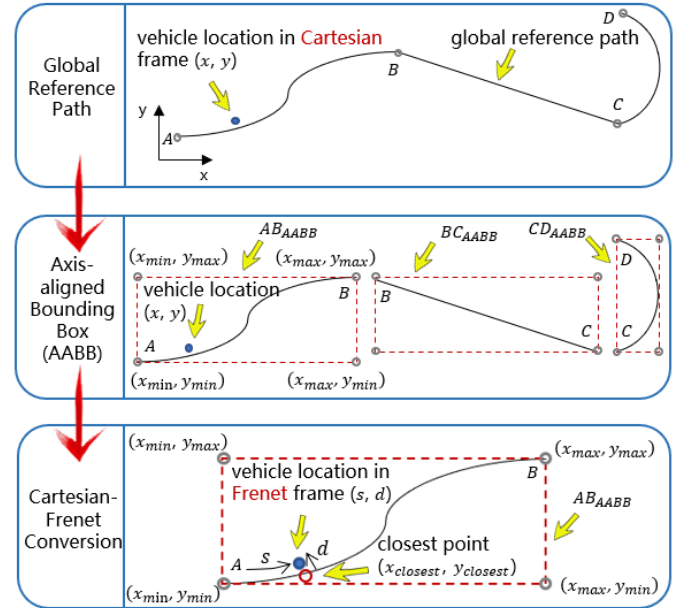 Global
Reference
Path
vehicle location in Cartesian
frame (x, y)
global reference path
A
B
C
D
y
x
Axis-
aligned
Bounding
Box
(AABB)
AB_AABB
BC_AABB
CD_AABB
(x_min, y_max)
(x_max, y_max)
vehicle location
(x, y)
A
B
B
C
D
C
(x_min, y_min)
(x_max, y_min)
Cartesian-
Frenet
Conversion
(x_min, y_max)
(x_max, y_max)
vehicle location in
Frenet frame (s, d)
B
AB_AABB
A
s
d
closest point
(x_closest, y_closest)
(x_min, y_min)
(x_max, y_min)